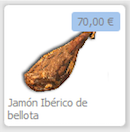 70,00 €
Jamón Ibérico de
bellota